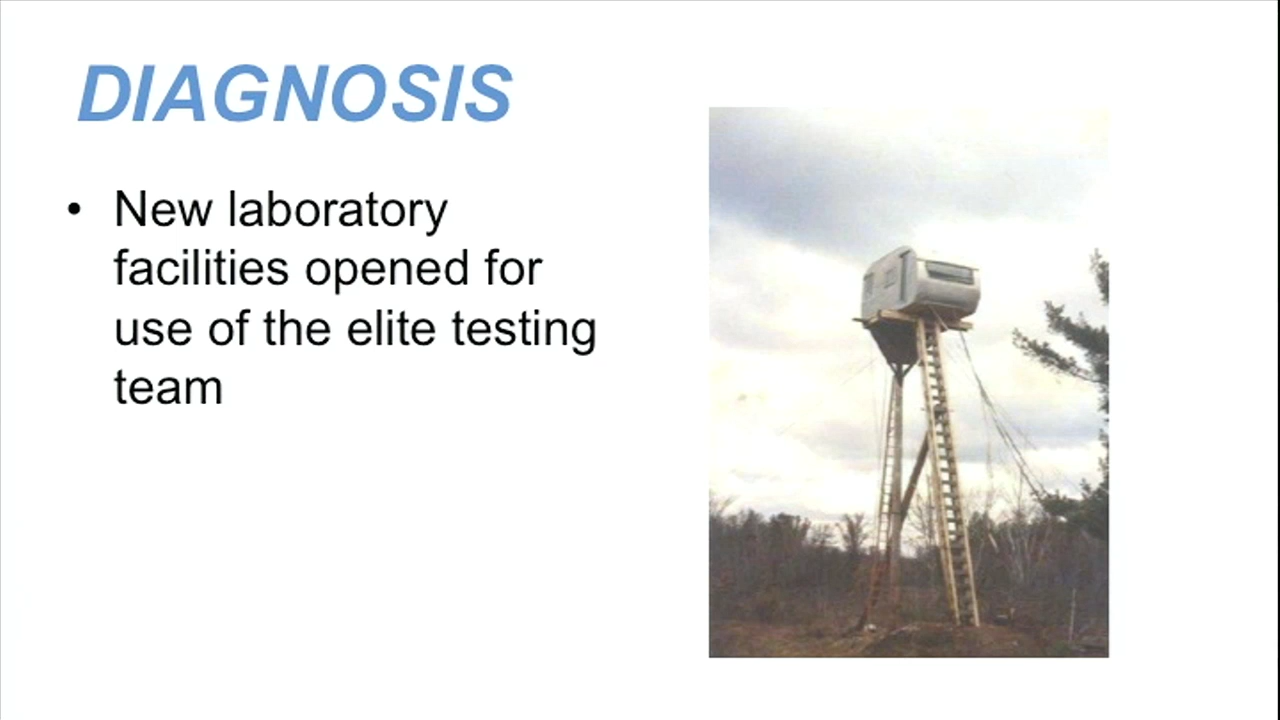 DIAGNOSIS
• New laboratory
facilities opened for
use of the elite testing
team